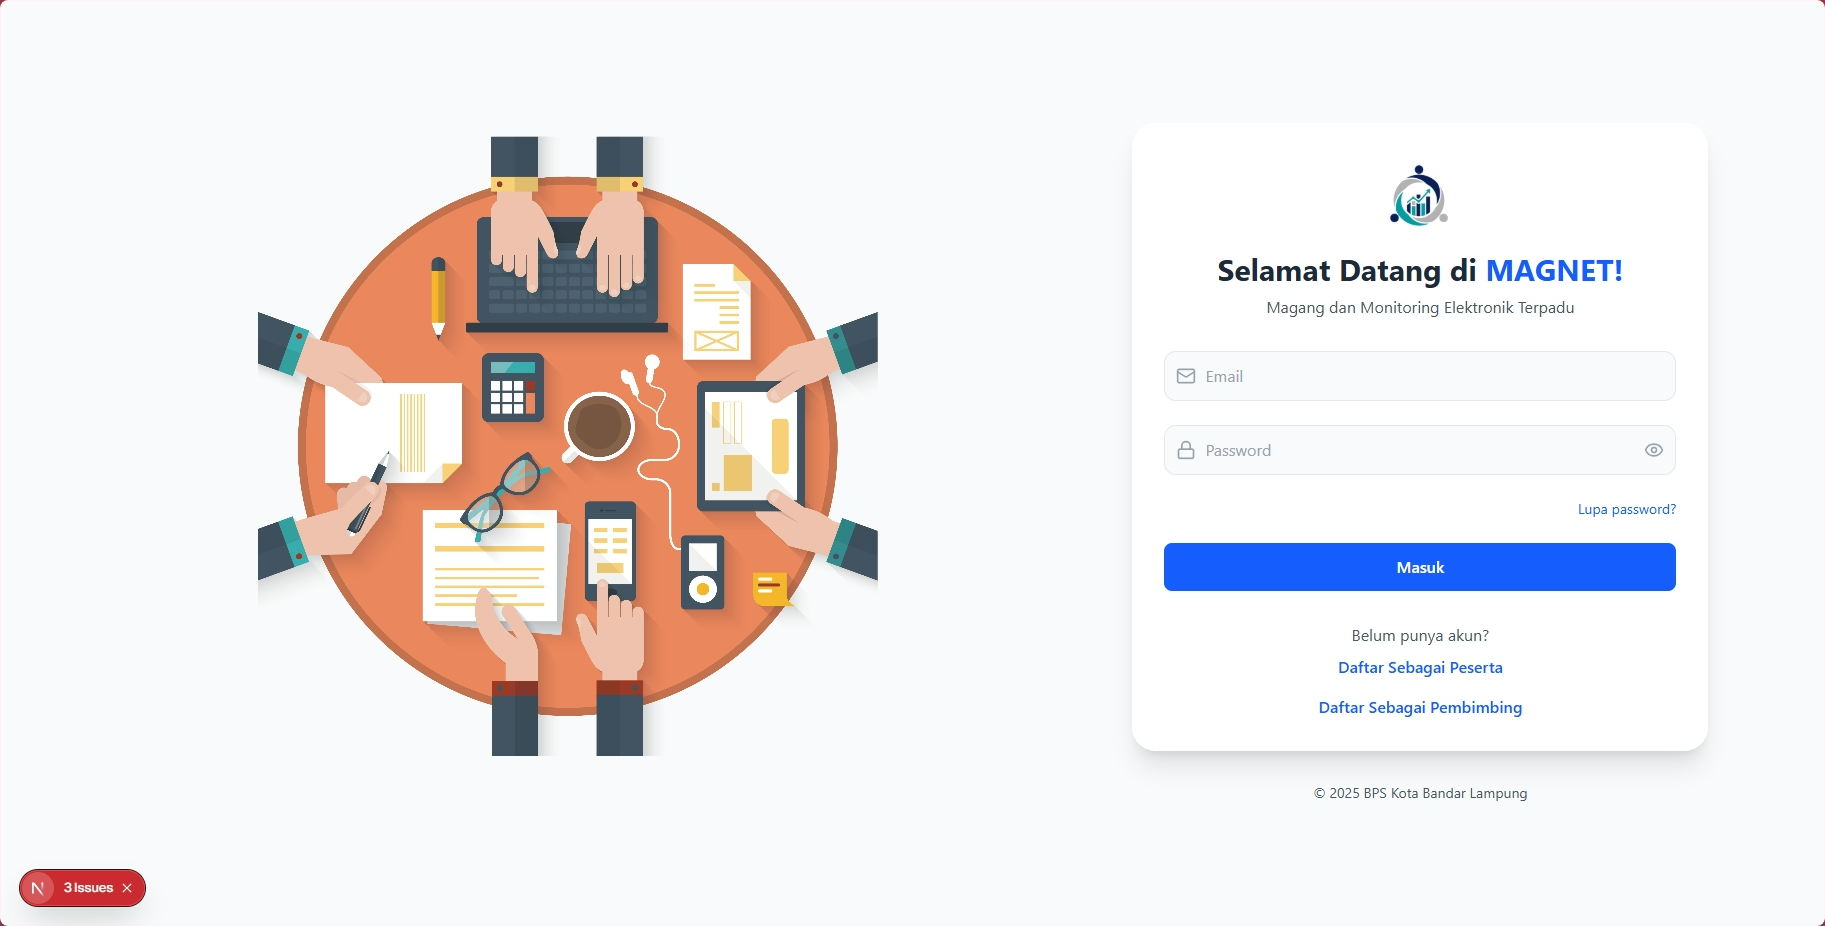 Selamat Datang di MAGNET!
Magang dan Monitoring Elektronik Terpadu
Email
Password
Lupa password?
Masuk
Belum punya akun?
Daftar Sebagai Peserta
Daftar Sebagai Pembimbing
© 2025 BPS Kota Bandar Lampung
N 3 Issues